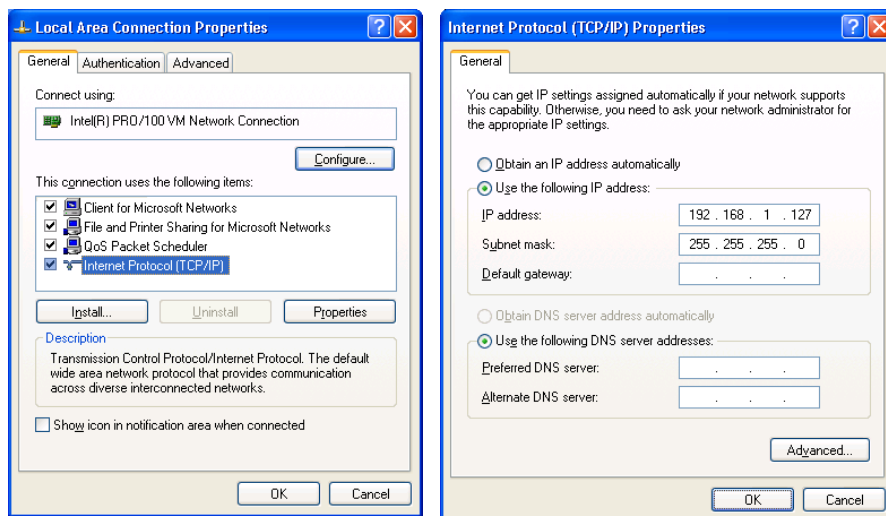 Local Area Connection Properties
General
Authentication
Advanced
Connect using:
Intel(R) PRO/100 VM Network Connection
Configure...
This connection uses the following items:
Client for Microsoft Networks
File and Printer Sharing for Microsoft Networks
QoS Packet Scheduler
Internet Protocol (TCP/IP)
Install...
Uninstall
Properties
Description
Transmission Control Protocol/Internet Protocol. The default
wide area network protocol that provides communication
across diverse interconnected networks.
Show icon in notification area when connected
OK
Cancel
Internet Protocol (TCP/IP) Properties
General
You can get IP settings assigned automatically if your network supports
this capability. Otherwise, you need to ask your network administrator for
the appropriate IP settings.
Obtain an IP address automatically
Use the following IP address:
IP address:
192 . 168 . 1 . 127
Subnet mask:
255 . 255 . 255 . 0
Default gateway:
. . .
Obtain DNS server address automatically
Use the following DNS server addresses:
Preferred DNS server:
. . .
Alternate DNS server:
. . .
Advanced...
OK
Cancel